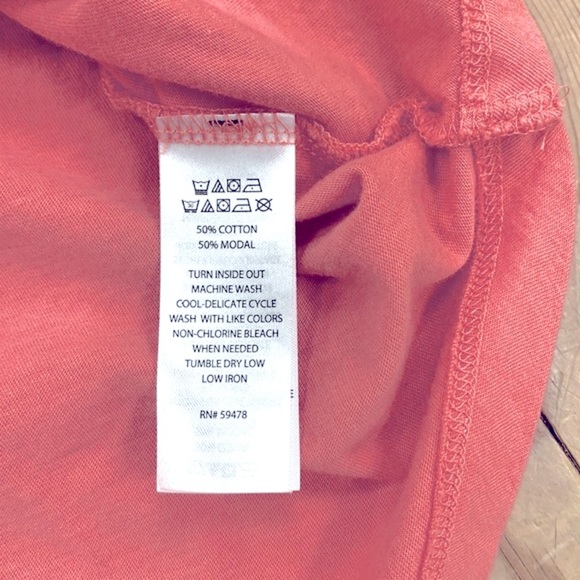 50% COTTON
50% MODAL
TURN INSIDE OUT
MACHINE WASH
COOL-DELICATE CYCLE
WASH WITH LIKE COLORS
NON-CHLORINE BLEACH
WHEN NEEDED
TUMBLE DRY LOW
LOW IRON
RN# 59478